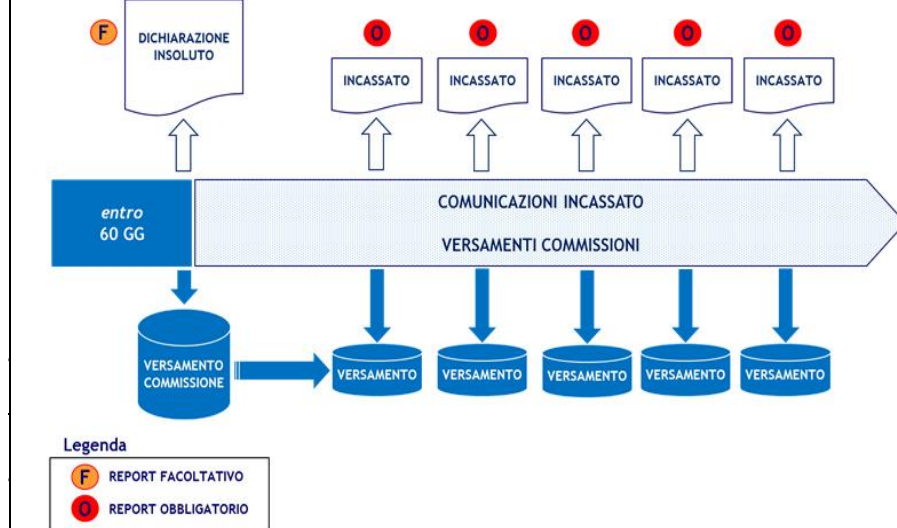 F
DICHIARAZIONE
INSOLUTO
O
O
O
O
O
INCASSATO
INCASSATO
INCASSATO
INCASSATO
INCASSATO
entro
60 GG
COMUNICAZIONI INCASSATO
VERSAMENTI COMMISSIONI
VERSAMENTO
COMMISSIONE
VERSAMENTO
VERSAMENTO
VERSAMENTO
VERSAMENTO
VERSAMENTO
Legenda
F REPORT FACOLTATIVO
O REPORT OBBLIGATORIO